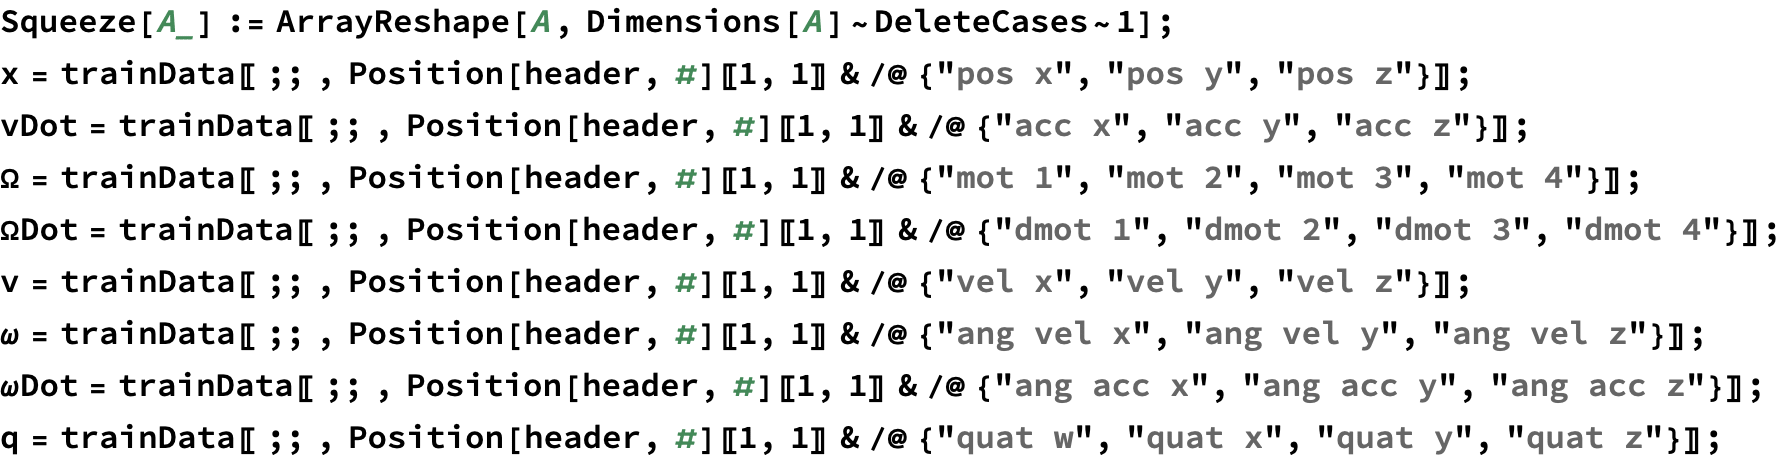 Squeeze[A_] := ArrayReshape[A, Dimensions[A]~DeleteCases~1];
x = trainData〚 ;; , Position[header, #]〚1, 1〛 & /@ {"pos x", "pos y", "pos z"}〛;
vDot = trainData〚 ;; , Position[header, #]〚1, 1〛 & /@ {"acc x", "acc y", "acc z"}〛;
Ω = trainData〚 ;; , Position[header, #]〚1, 1〛 & /@ {"mot 1", "mot 2", "mot 3", "mot 4"}〛;
ΩDot = trainData〚 ;; , Position[header, #]〚1, 1〛 & /@ {"dmot 1", "dmot 2", "dmot 3", "dmot 4"}〛;
v = trainData〚 ;; , Position[header, #]〚1, 1〛 & /@ {"vel x", "vel y", "vel z"}〛;
ω = trainData〚 ;; , Position[header, #]〚1, 1〛 & /@ {"ang vel x", "ang vel y", "ang vel z"}〛;
ωDot = trainData〚 ;; , Position[header, #]〚1, 1〛 & /@ {"ang acc x", "ang acc y", "ang acc z"}〛;
q = trainData〚 ;; , Position[header, #]〚1, 1〛 & /@ {"quat w", "quat x", "quat y", "quat z"}〛;